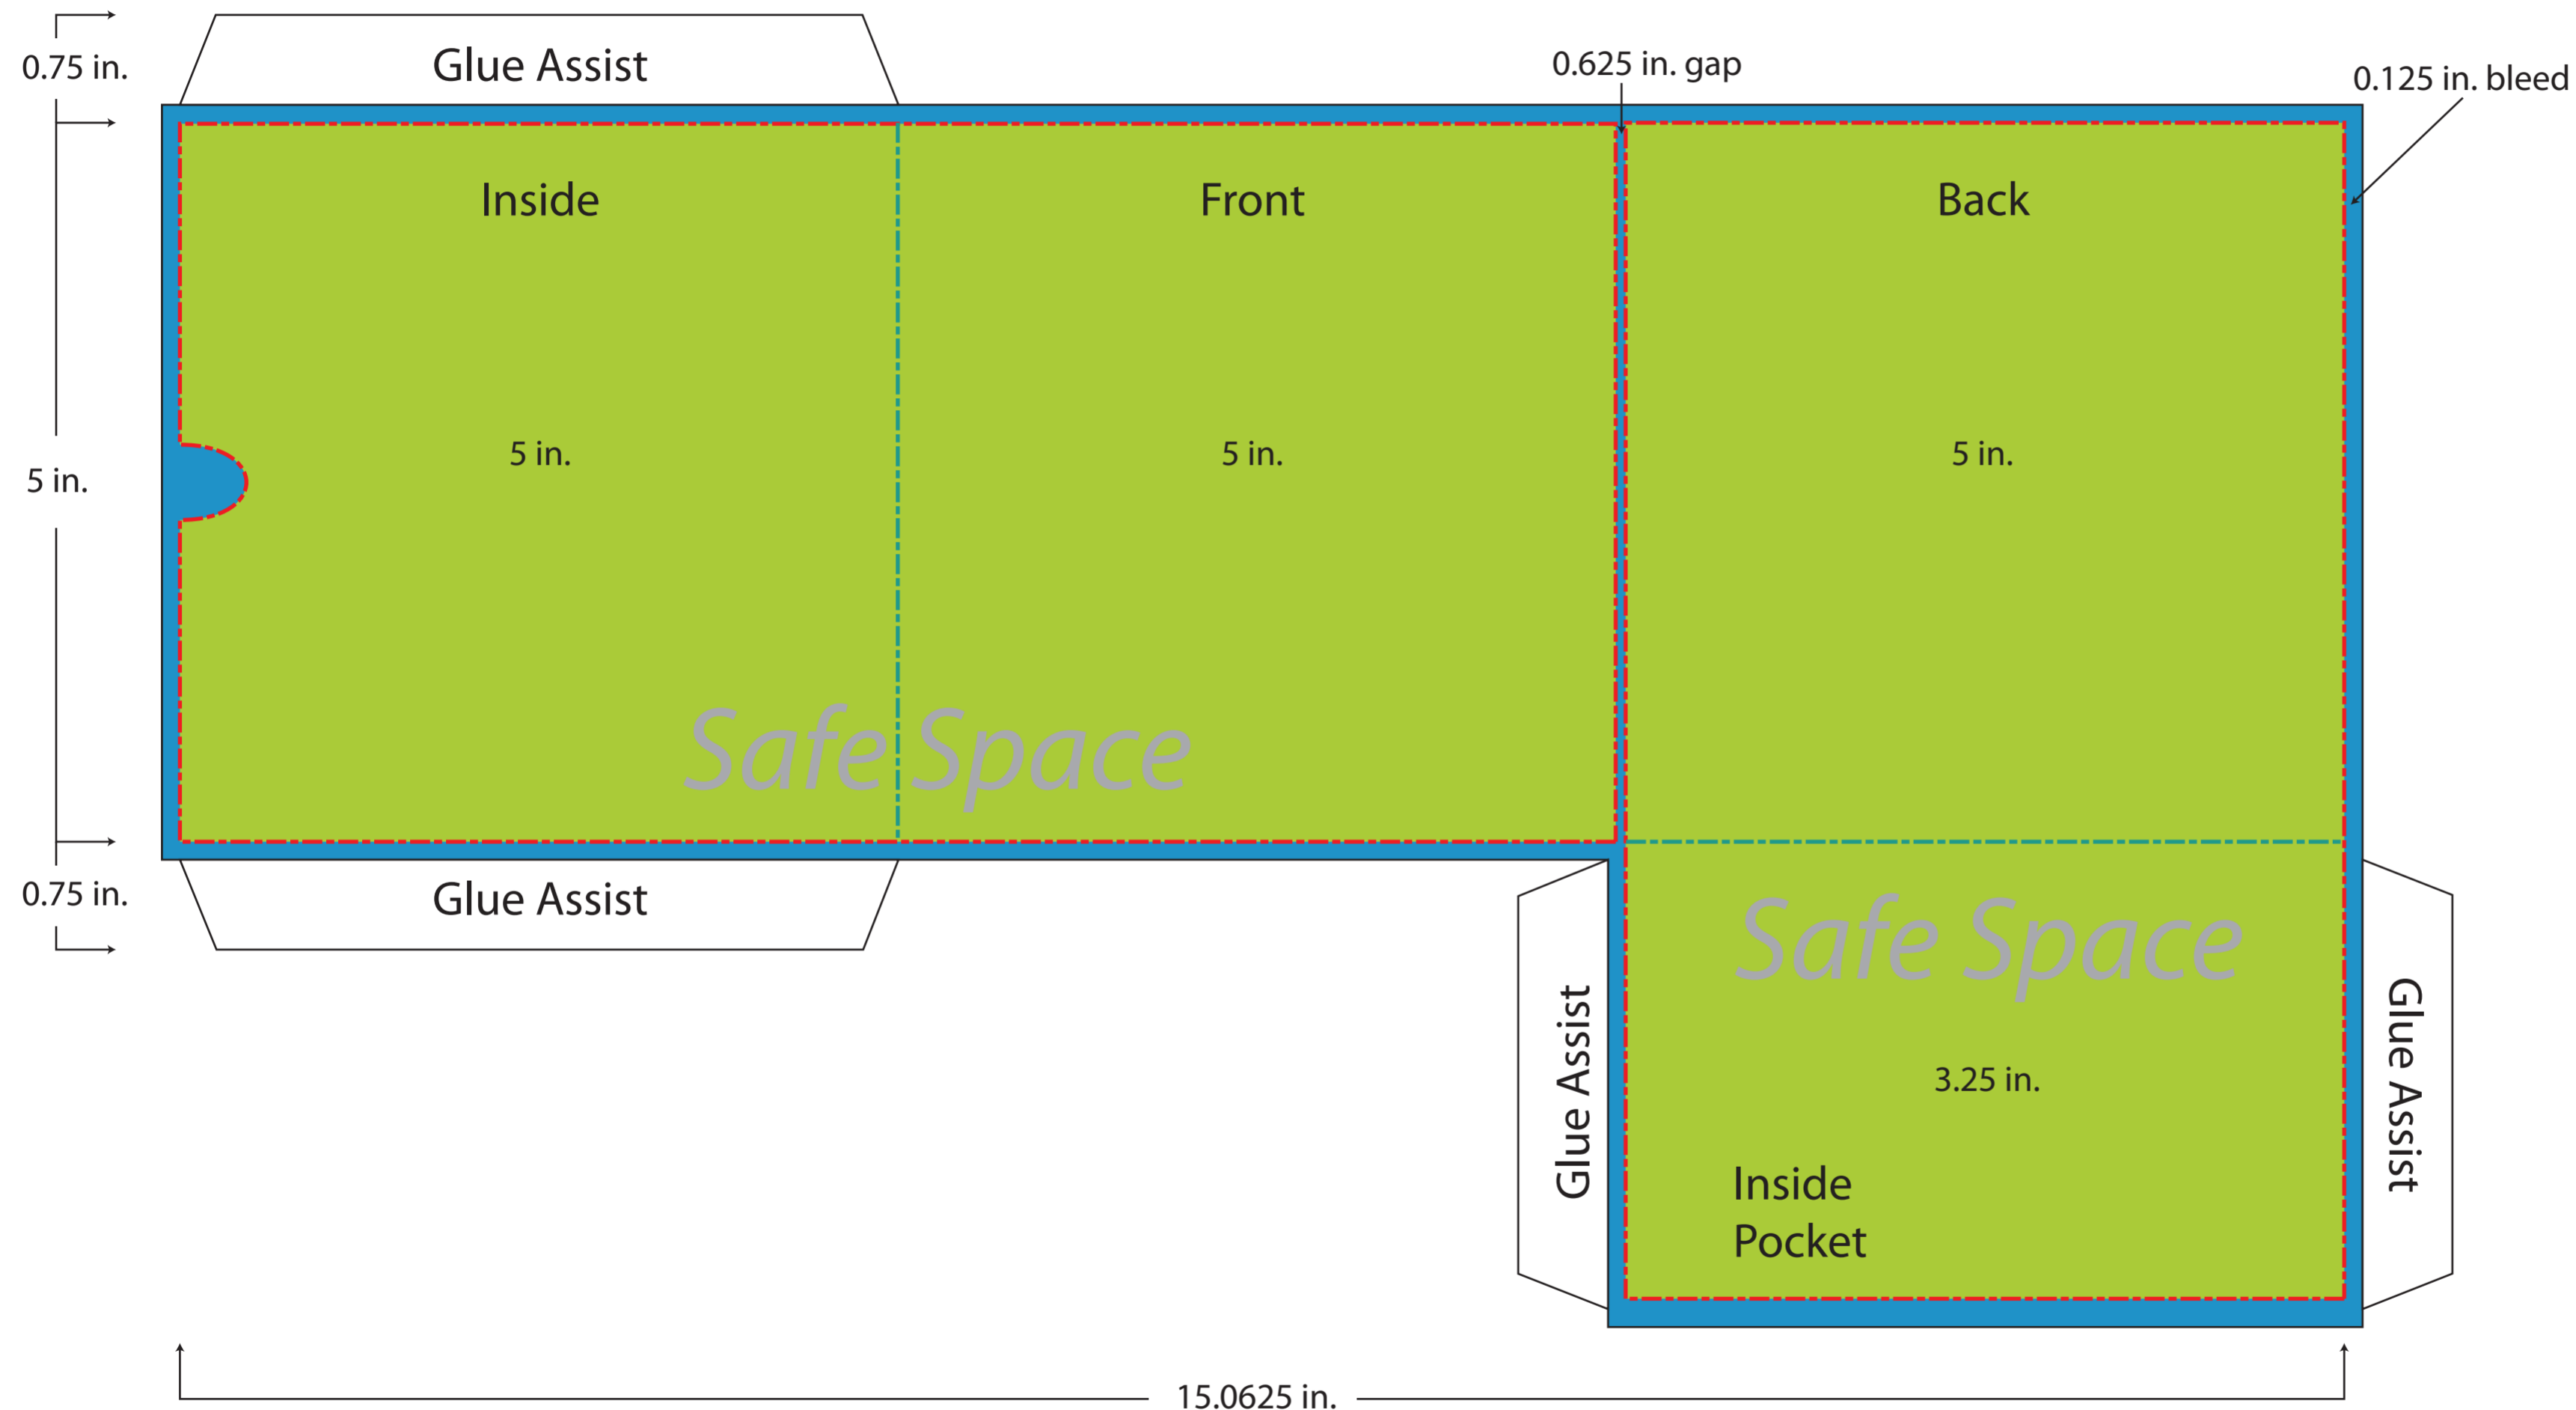 Glue Assist
0.75 in.
0.625 in. gap
0.125 in. bleed
Inside
Front
Back
5 in.
5 in.
5 in.
5 in.
Safe Space
0.75 in.
Glue Assist
Safe Space
Glue Assist
Glue Assist
3.25 in.
Inside
Pocket
15.0625 in.